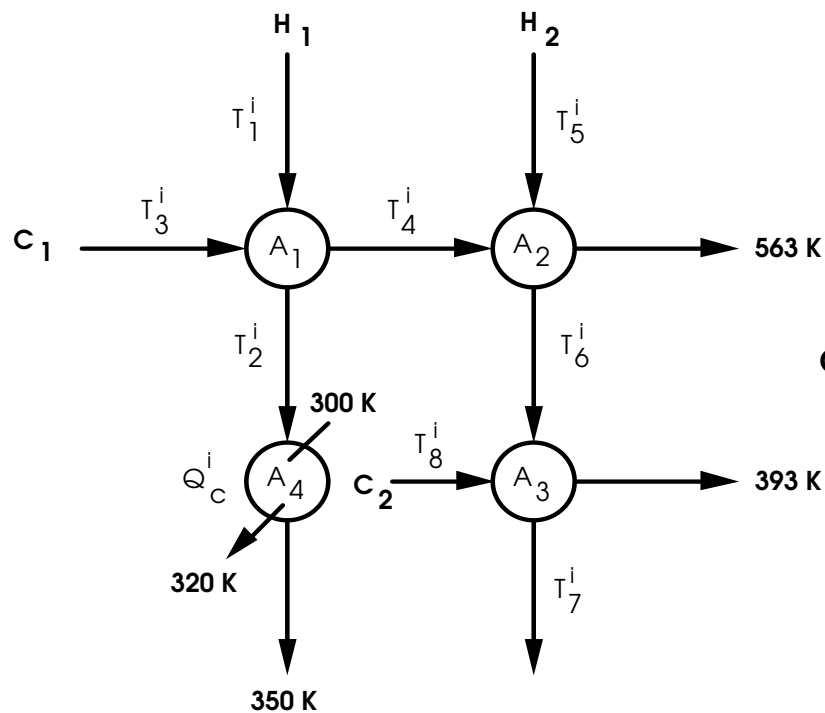 H₁ H₂
T₁ⁱ T₅ⁱ
C₁ T₃ⁱ A₁ T₄ⁱ A₂ 563 K
T₂ⁱ T₆ⁱ
300 K
Q_cⁱ A₄ C₂ T₈ⁱ A₃ 393 K
320 K
T₇ⁱ
350 K